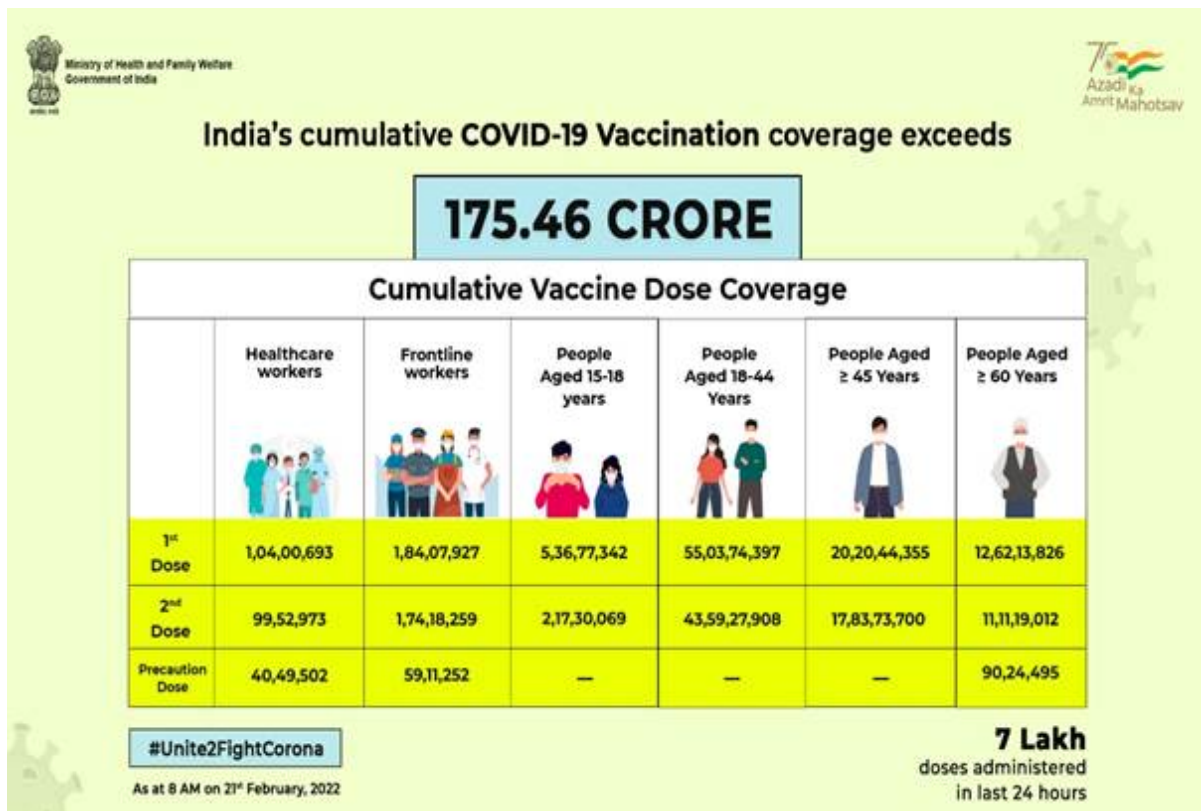 Ministry of Health and Family Welfare
Government of India
75
Azadi Ka
Amrit Mahotsav
India's cumulative COVID-19 Vaccination coverage exceeds
175.46 CRORE
Cumulative Vaccine Dose Coverage
Healthcare workers
Frontline workers
People Aged 15-18 years
People Aged 18-44 Years
People Aged ≥ 45 Years
People Aged ≥ 60 Years
1st Dose 1,04,00,693 1,84,07,927 5,36,77,342 55,03,74,397 20,20,44,355 12,62,13,826
2nd Dose 99,52,973 1,74,18,259 2,17,30,069 43,59,27,908 17,83,73,700 11,11,19,012
Precaution Dose 40,49,502 59,11,252 — — — 90,24,495
#Unite2FightCorona
As at 8 AM on 21st February, 2022
7 Lakh
doses administered
in last 24 hours